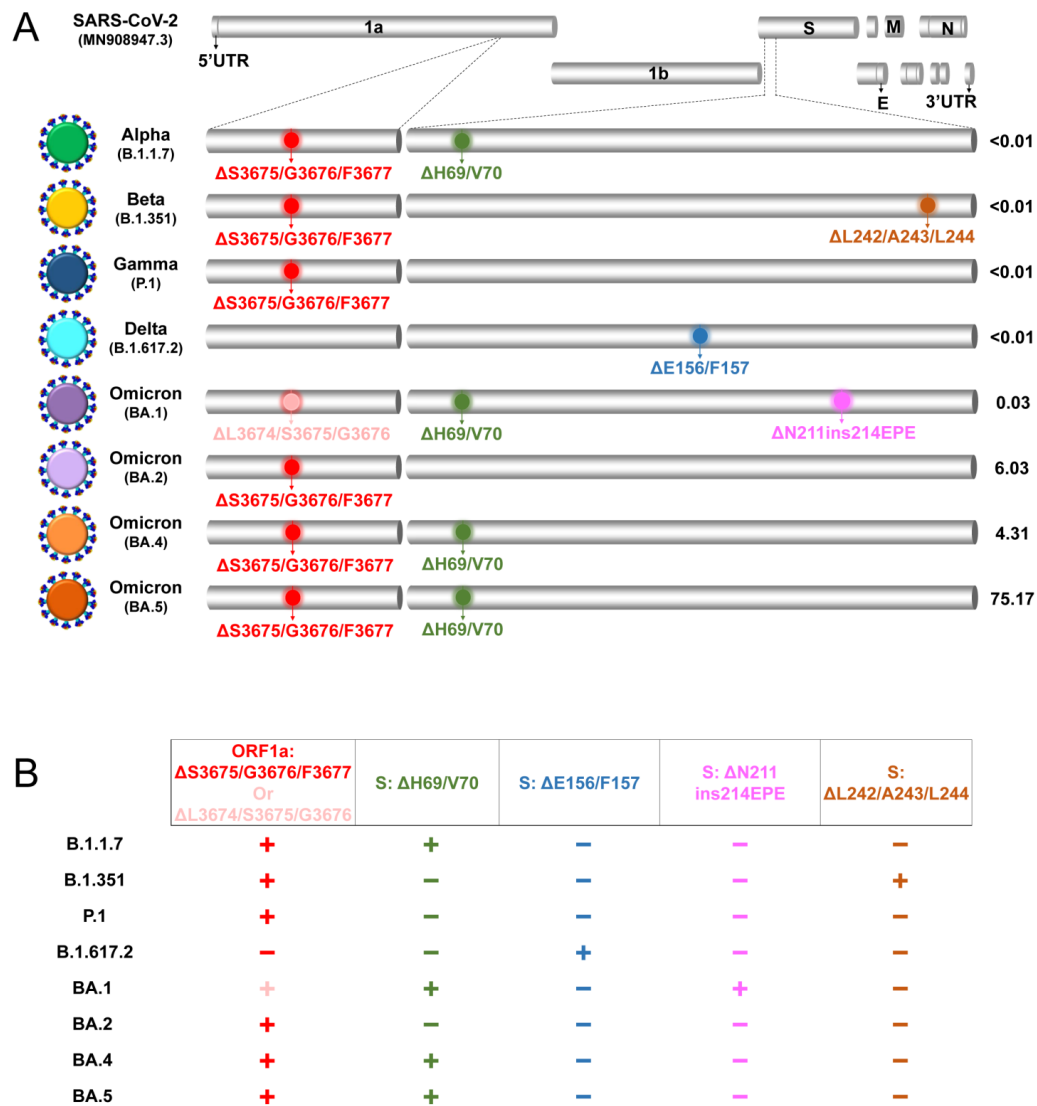 A
SARS-CoV-2
(MN908947.3)
1a
S
M
N
5’UTR
1b
E
3’UTR
Alpha
(B.1.1.7)
<0.01
ΔS3675/G3676/F3677
ΔH69/V70
Beta
(B.1.351)
<0.01
ΔS3675/G3676/F3677
ΔL242/A243/L244
Gamma
(P.1)
<0.01
ΔS3675/G3676/F3677
Delta
(B.1.617.2)
<0.01
ΔE156/F157
Omicron
(BA.1)
0.03
ΔL3674/S3675/G3676
ΔH69/V70
ΔN211ins214EPE
Omicron
(BA.2)
6.03
ΔS3675/G3676/F3677
Omicron
(BA.4)
4.31
ΔS3675/G3676/F3677
ΔH69/V70
Omicron
(BA.5)
75.17
ΔS3675/G3676/F3677
ΔH69/V70
B
ORF1a:
ΔS3675/G3676/F3677
Or
ΔL3674/S3675/G3676
S: ΔH69/V70
S: ΔE156/F157
S: ΔN211
ins214EPE
S:
ΔL242/A243/L244
B.1.1.7 + + − − −
B.1.351 + − − − +
P.1 + − − − −
B.1.617.2 − − + − −
BA.1 + + − + −
BA.2 + − − − −
BA.4 + + − − −
BA.5 + + − − −